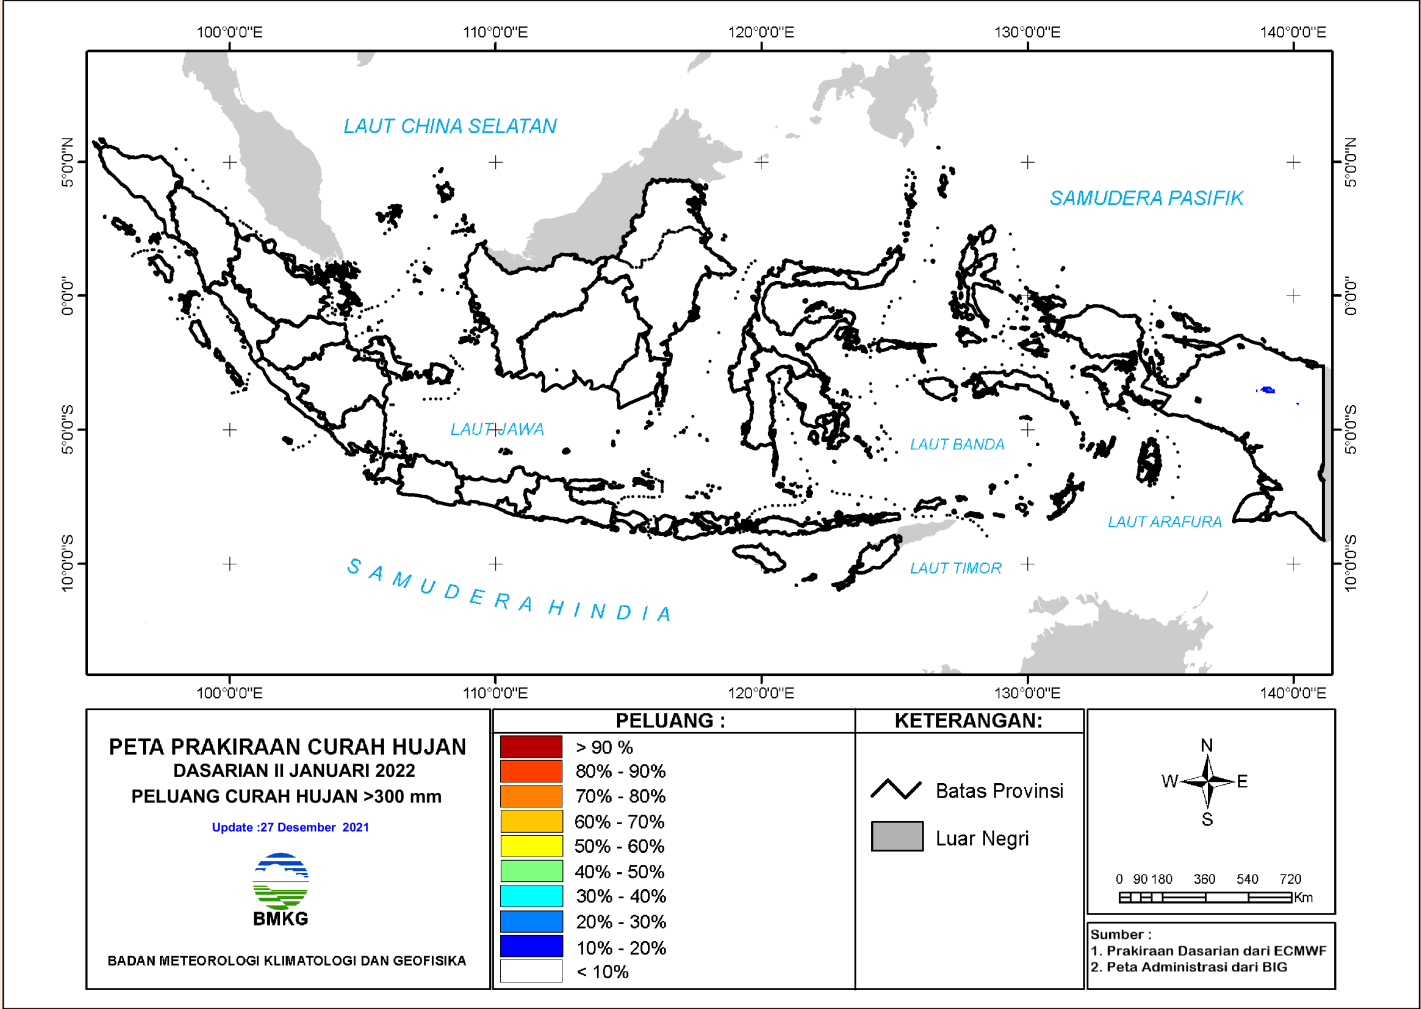 100°0'0"E 110°0'0"E 120°0'0"E 130°0'0"E 140°0'0"E
LAUT CHINA SELATAN
5°0'0"N
5°0'0"N
SAMUDERA PASIFIK
0°0'0"
0°0'0"
LAUT JAWA
5°0'0"S
5°0'0"S
LAUT BANDA
LAUT ARAFURA
10°0'0"S
SAMUDERA HINDIA
LAUT TIMOR
10°0'0"S
100°0'0"E 110°0'0"E 120°0'0"E 130°0'0"E 140°0'0"E
PETA PRAKIRAAN CURAH HUJAN
DASARIAN II JANUARI 2022
PELUANG CURAH HUJAN >300 mm
Update :27 Desember 2021
BMKG
BADAN METEOROLOGI KLIMATOLOGI DAN GEOFISIKA
PELUANG :
> 90 %
80% - 90%
70% - 80%
60% - 70%
50% - 60%
40% - 50%
30% - 40%
20% - 30%
10% - 20%
< 10%
KETERANGAN:
Batas Provinsi
Luar Negri
N
W E
S
0 90 180 360 540 720
Km
Sumber :
1. Prakiraan Dasarian dari ECMWF
2. Peta Administrasi dari BIG